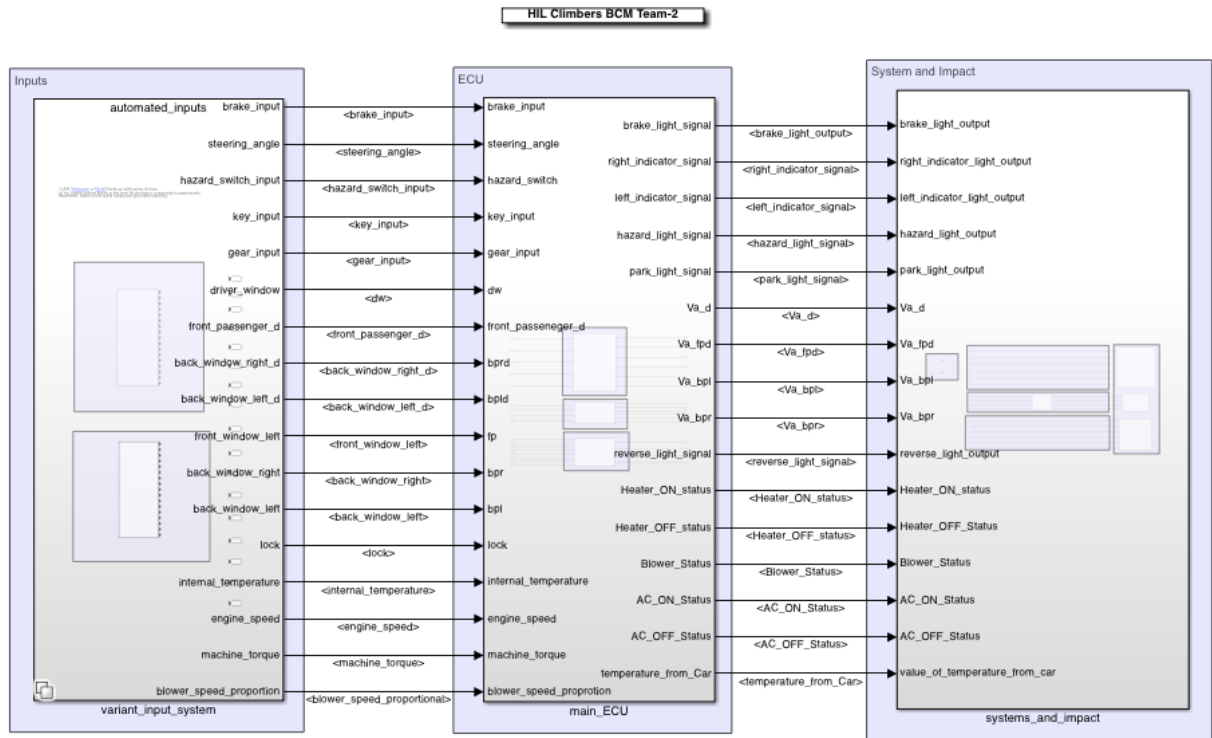 HIL Climbers BCM Team-2
Inputs
automated_inputs
brake_input
steering_angle
hazard_switch_input
key_input
gear_input
driver_window
front_passenger_d
back_window_right_d
back_window_left_d
front_window_left
back_window_right
back_window_left
lock
internal_temperature
engine_speed
machine_torque
blower_speed_proportion
variant_input_system
<brake_input>
<steering_angle>
<hazard_switch_input>
<key_input>
<gear_input>
<dw>
<front_passenger_d>
<back_window_right_d>
<back_window_left_d>
<front_window_left>
<back_window_right>
<back_window_left>
<lock>
<internal_temperature>
<engine_speed>
<machine_torque>
<blower_speed_proportional>
ECU
brake_input
steering_angle
hazard_switch
key_input
gear_input
dw
front_passeneger_d
bprd
bpld
fp
bpr
bpl
lock
internal_temperature
engine_speed
machine_torque
blower_speed_proprotion
brake_light_signal
right_indicator_signal
left_indicator_signal
hazard_light_signal
park_light_signal
Va_d
Va_fpd
Va_bpl
Va_bpr
reverse_light_signal
Heater_ON_status
Heater_OFF_status
Blower_Status
AC_ON_Status
AC_OFF_Status
temperature_from_Car
main_ECU
<brake_light_output>
<right_indicator_signal>
<left_indicator_signal>
<hazard_light_signal>
<park_light_signal>
<Va_d>
<Va_fpd>
<Va_bpl>
<Va_bpr>
<reverse_light_signal>
<Heater_ON_status>
<Heater_OFF_status>
<Blower_Status>
<AC_ON_Status>
<AC_OFF_Status>
<temperature_from_Car>
System and Impact
brake_light_output
right_indicator_light_output
left_indicator_light_output
hazard_light_output
park_light_output
Va_d
Va_fpd
Va_bpl
Va_bpr
reverse_light_output
Heater_ON_status
Heater_OFF_Status
Blower_Status
AC_ON_Status
AC_OFF_Status
value_of_temperature_from_car
systems_and_impact